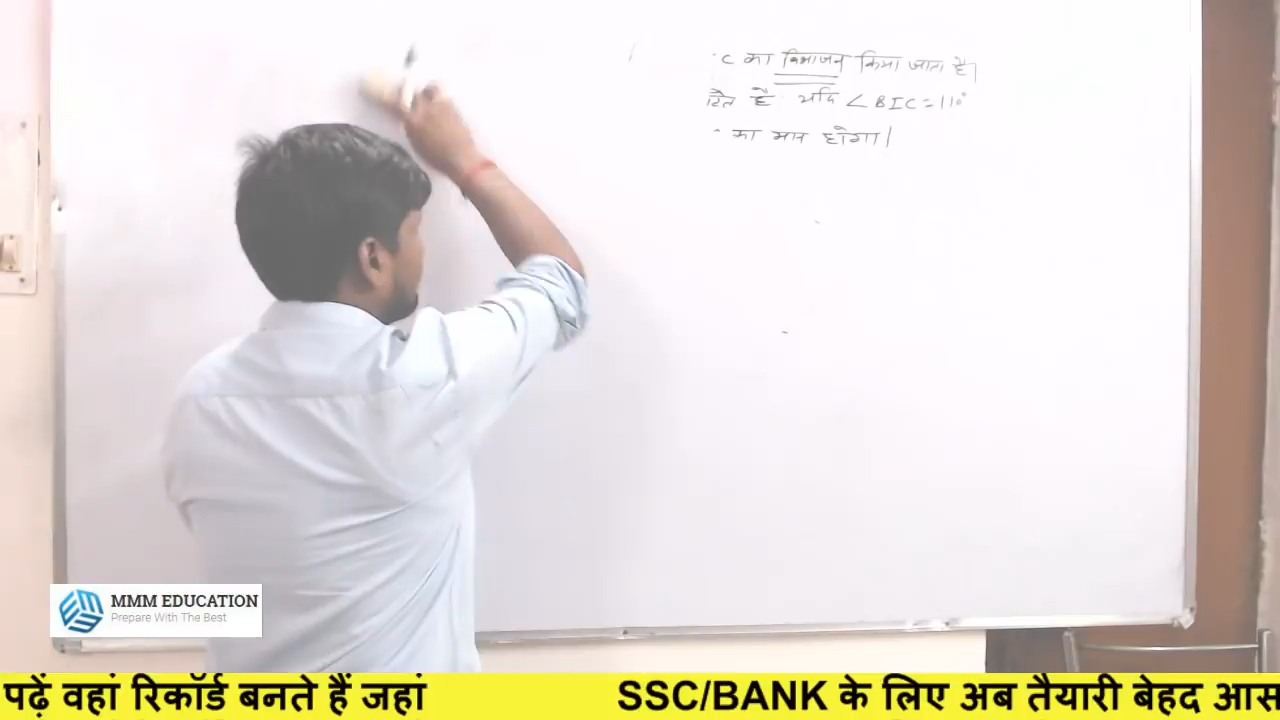 C का विभाजन किया जाता है।
है यदि ∠BIC=110°
का माप होगा।
MMM EDUCATION
Prepare With The Best
पढ़ें वहां रिकॉर्ड बनते हैं जहां SSC/BANK के लिए अब तैयारी बेहद आस